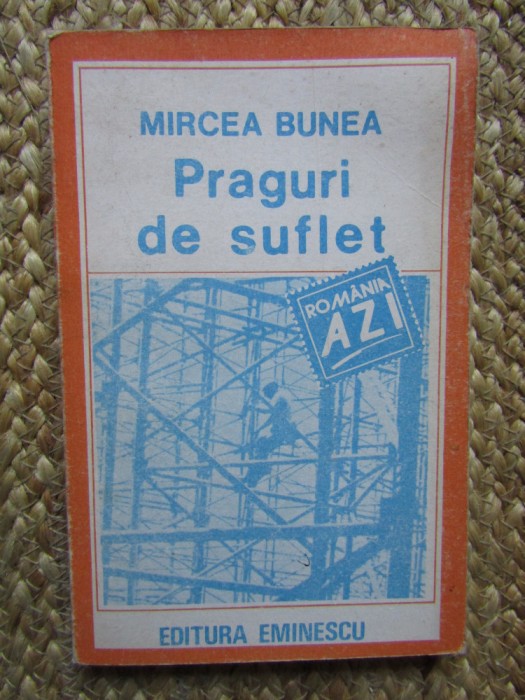 MIRCEA BUNEA
Praguri
de suflet
ROMÂNIA
AZI
EDITURA EMINESCU